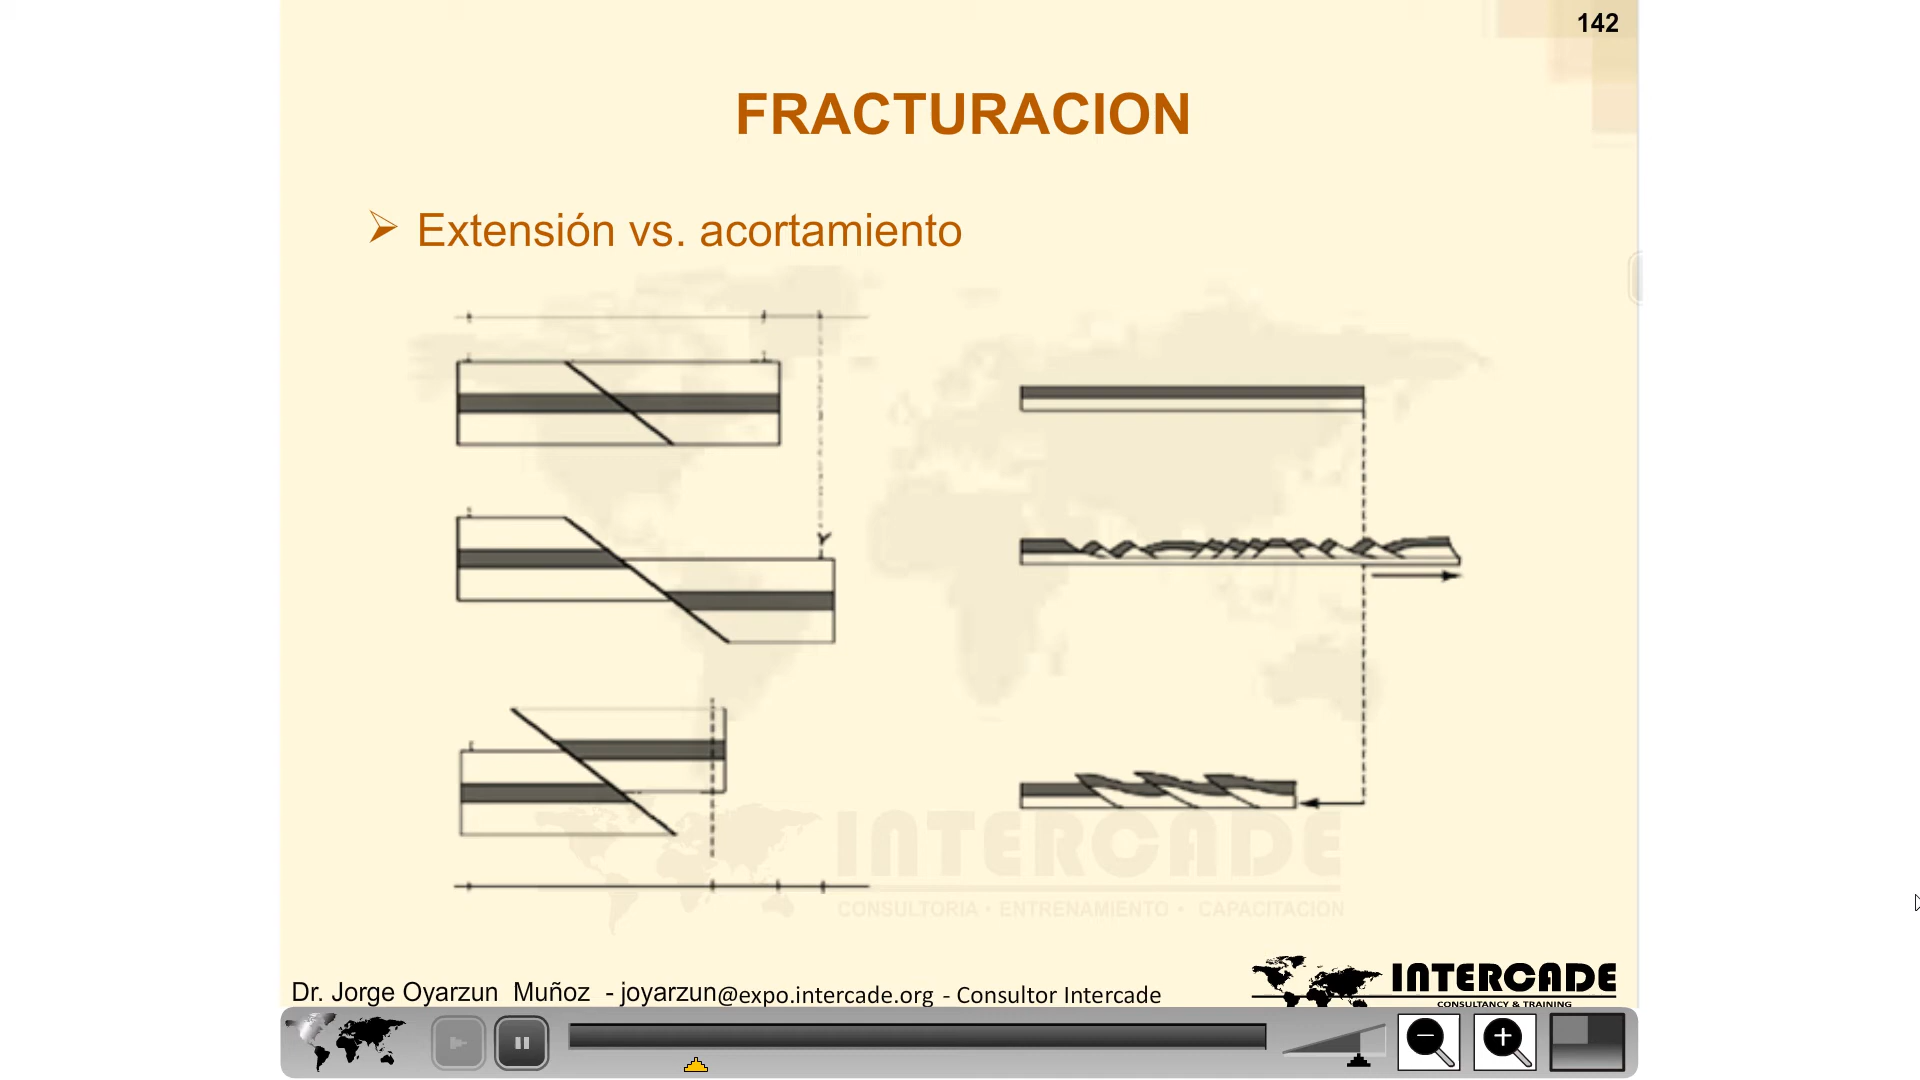 142
FRACTURACION
Extensión vs. acortamiento
INTERCADE
CONSULTORIA • ENTRENAMIENTO • CAPACITACION
Dr. Jorge Oyarzun Muñoz - joyarzun@expo.intercade.org - Consultor Intercade
INTERCADE
CONSULTANCY & TRAINING